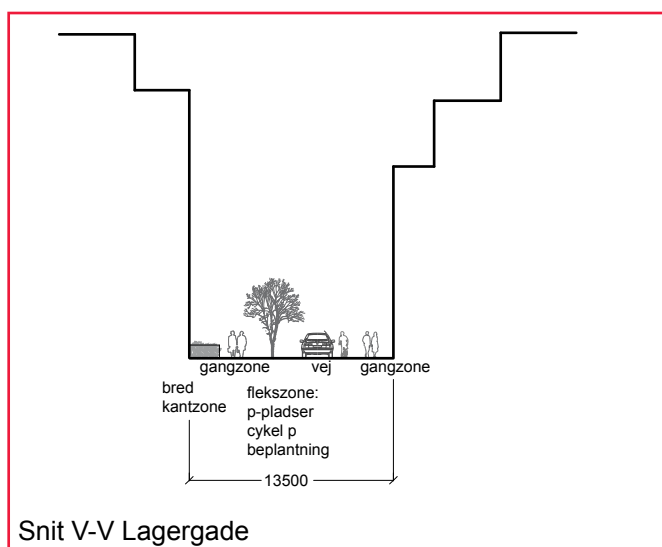 gangzone vej gangzone
bred
kantzone
flekszone:
p-pladser
cykel p
beplantning
13500
Snit V-V Lagergade